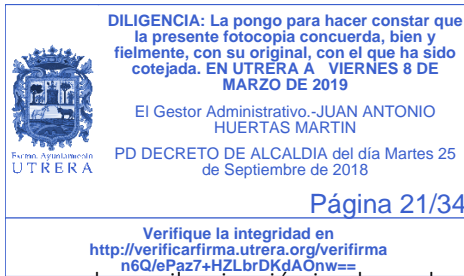 DILIGENCIA: La pongo para hacer constar que
la presente fotocopia concuerda, bien y
fielmente, con su original, con el que ha sido
cotejada. EN UTRERA A VIERNES 8 DE
MARZO DE 2019
El Gestor Administrativo.-JUAN ANTONIO
HUERTAS MARTIN
PD DECRETO DE ALCALDIA del día Martes 25
de Septiembre de 2018
Excmo. Ayuntamiento
UTRERA
Página 21/34
Verifique la integridad en
http://verificarfirma.utrera.org/verifirma
n6Q/ePaz7+HZLbrDKdAOnw==